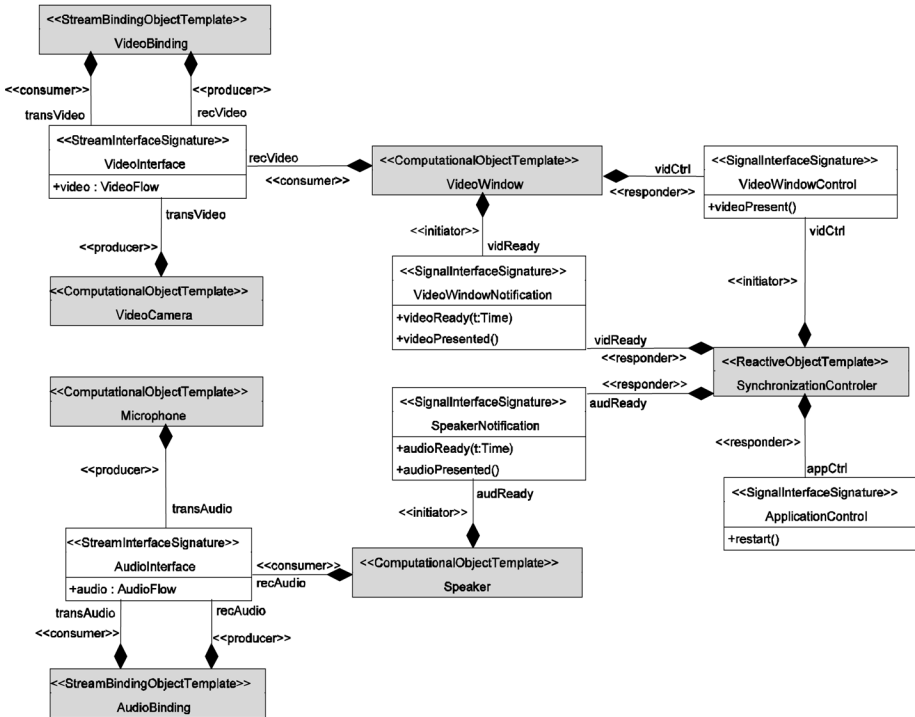 <<StreamBindingObjectTemplate>>
VideoBinding
<<consumer>>
<<producer>>
transVideo
recVideo
<<StreamInterfaceSignature>>
VideoInterface
+video : VideoFlow
recVideo
<<consumer>>
transVideo
<<producer>>
<<ComputationalObjectTemplate>>
VideoCamera
<<ComputationalObjectTemplate>>
VideoWindow
vidCtrl
<<responder>>
<<SignalInterfaceSignature>>
VideoWindowControl
+videoPresent()
vidCtrl
<<initiator>>
<<initiator>>
vidReady
<<SignalInterfaceSignature>>
VideoWindowNotification
+videoReady(t:Time)
+videoPresented()
vidReady
<<responder>>
<<ReactiveObjectTemplate>>
SynchronizationControler
<<responder>>
audReady
<<SignalInterfaceSignature>>
SpeakerNotification
+audioReady(t:Time)
+audioPresented()
audReady
<<initiator>>
<<responder>>
appCtrl
<<SignalInterfaceSignature>>
ApplicationControl
+restart()
<<ComputationalObjectTemplate>>
Microphone
<<producer>>
transAudio
<<StreamInterfaceSignature>>
AudioInterface
+audio : AudioFlow
<<consumer>>
recAudio
<<ComputationalObjectTemplate>>
Speaker
transAudio
recAudio
<<consumer>>
<<producer>>
<<StreamBindingObjectTemplate>>
AudioBinding